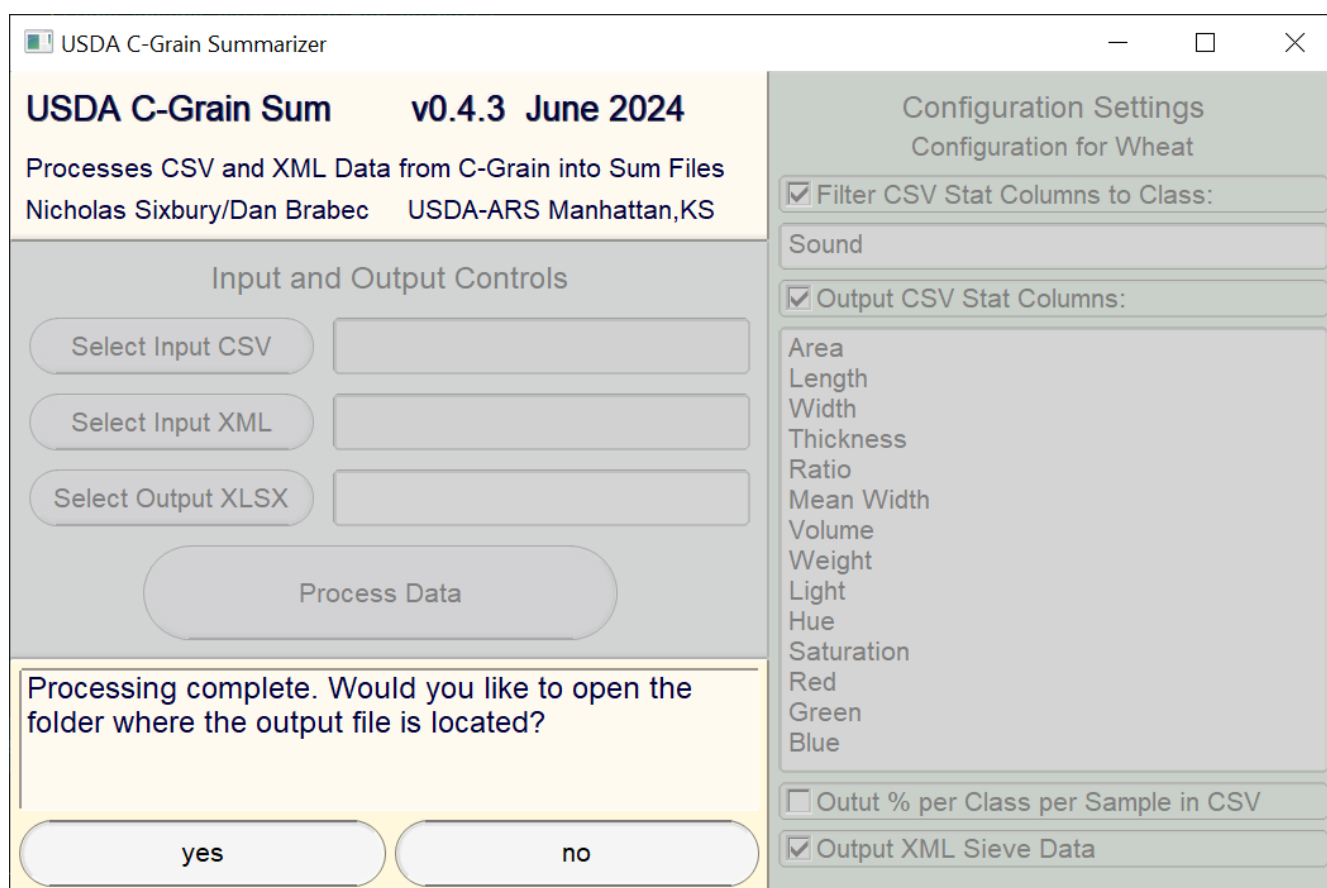 USDA C-Grain Summarizer
USDA C-Grain Sum v0.4.3 June 2024
Processes CSV and XML Data from C-Grain into Sum Files
Nicholas Sixbury/Dan Brabec USDA-ARS Manhattan,KS
Input and Output Controls
Select Input CSV
Select Input XML
Select Output XLSX
Process Data
Processing complete. Would you like to open the
folder where the output file is located?
yes no
Configuration Settings
Configuration for Wheat
Filter CSV Stat Columns to Class:
Sound
Output CSV Stat Columns:
Area
Length
Width
Thickness
Ratio
Mean Width
Volume
Weight
Light
Hue
Saturation
Red
Green
Blue
Outut % per Class per Sample in CSV
Output XML Sieve Data